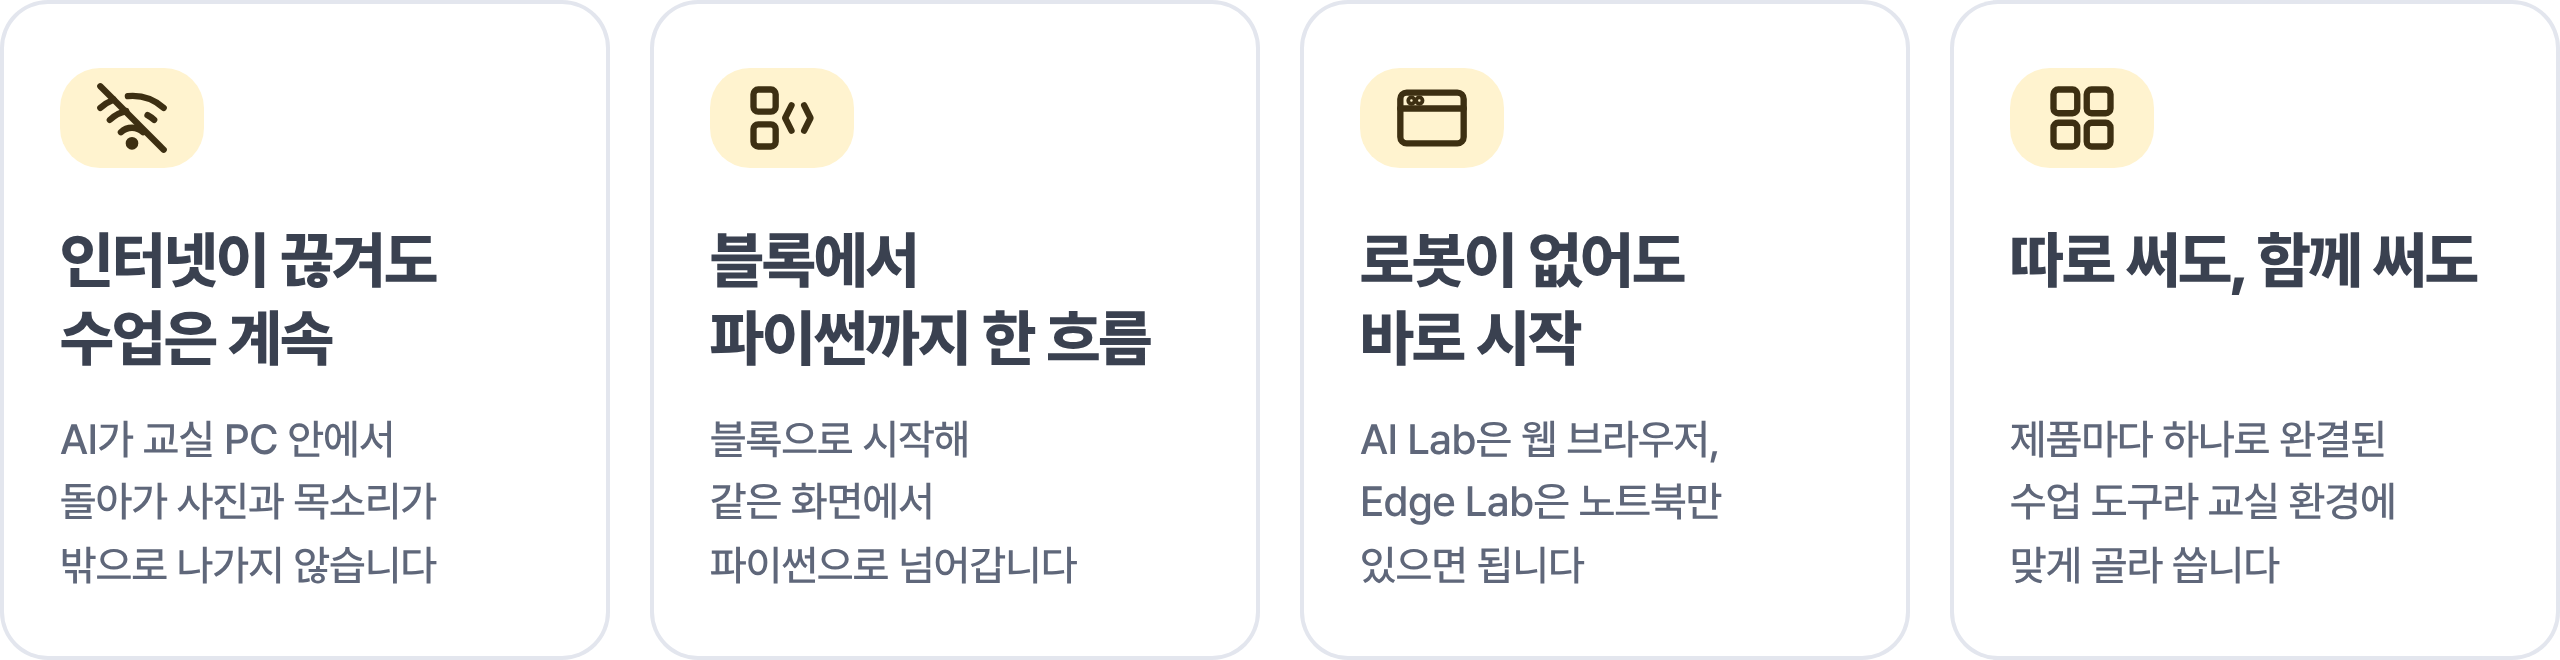 인터넷이 끊겨도
수업은 계속
AI가 교실 PC 안에서
돌아가 사진과 목소리가
밖으로 나가지 않습니다
블록에서
파이썬까지 한 흐름
블록으로 시작해
같은 화면에서
파이썬으로 넘어갑니다
로봇이 없어도
바로 시작
AI Lab은 웹 브라우저,
Edge Lab은 노트북만
있으면 됩니다
따로 써도, 함께 써도
제품마다 하나로 완결된
수업 도구라 교실 환경에
맞게 골라 씁니다